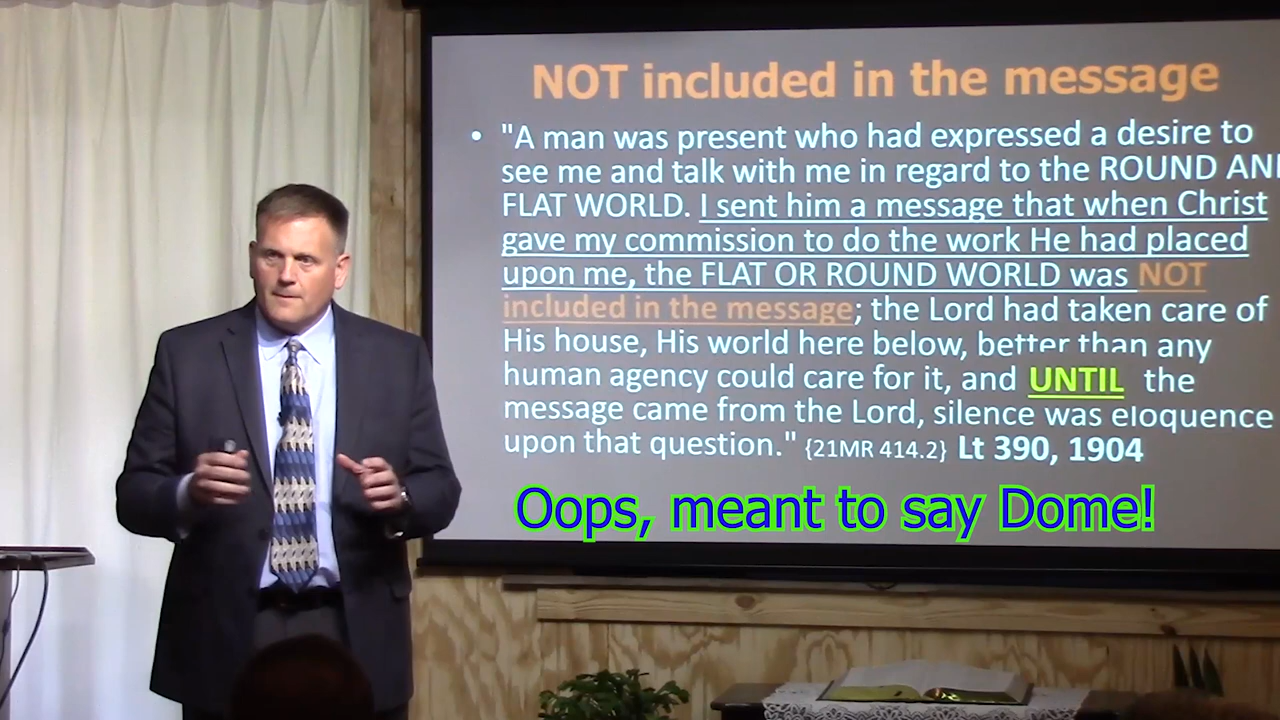 NOT included in the message
• "A man was present who had expressed a desire to
see me and talk with me in regard to the ROUND AND
FLAT WORLD. I sent him a message that when Christ
gave my commission to do the work He had placed
upon me, the FLAT OR ROUND WORLD was NOT
included in the message; the Lord had taken care of
His house, His world here below, better than any
human agency could care for it, and UNTIL the
message came from the Lord, silence was eloquence
upon that question." {21MR 414.2} Lt 390, 1904
Oops, meant to say Dome!